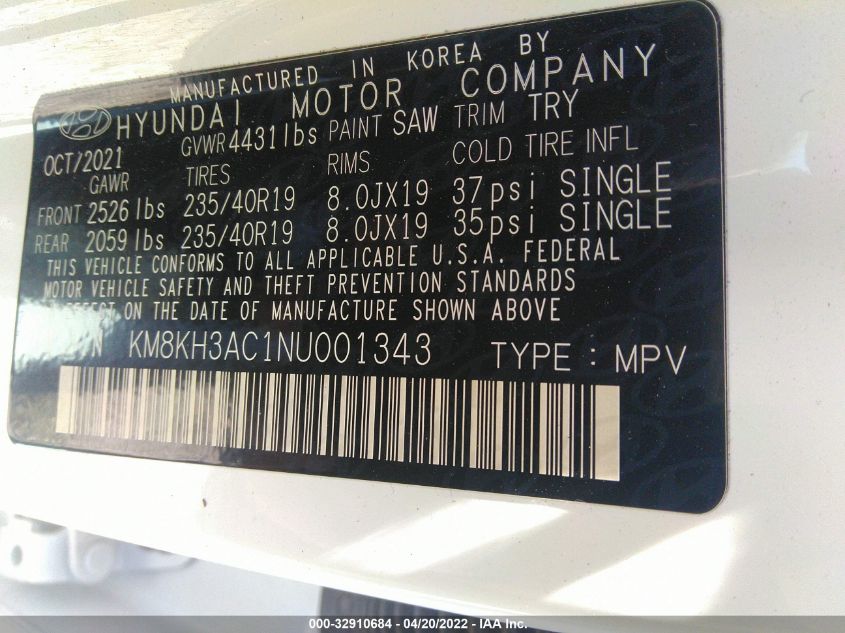 MANUFACTURED IN KOREA BY
HYUNDAI MOTOR COMPANY
OCT/2021 GVWR 4431 lbs PAINT SAW TRIM TRY
GAWR TIRES RIMS COLD TIRE INFL
FRONT 2526 lbs 235/40R19 8.0JX19 37psi SINGLE
REAR 2059 lbs 235/40R19 8.0JX19 35psi SINGLE
THIS VEHICLE CONFORMS TO ALL APPLICABLE U.S.A. FEDERAL
MOTOR VEHICLE SAFETY AND THEFT PREVENTION STANDARDS
EFFECT ON THE DATE OF MANUFACTURE SHOWN ABOVE
KM8KH3AC1NU001343 TYPE : MPV
000-32910684 - 04/20/2022 - IAA Inc.